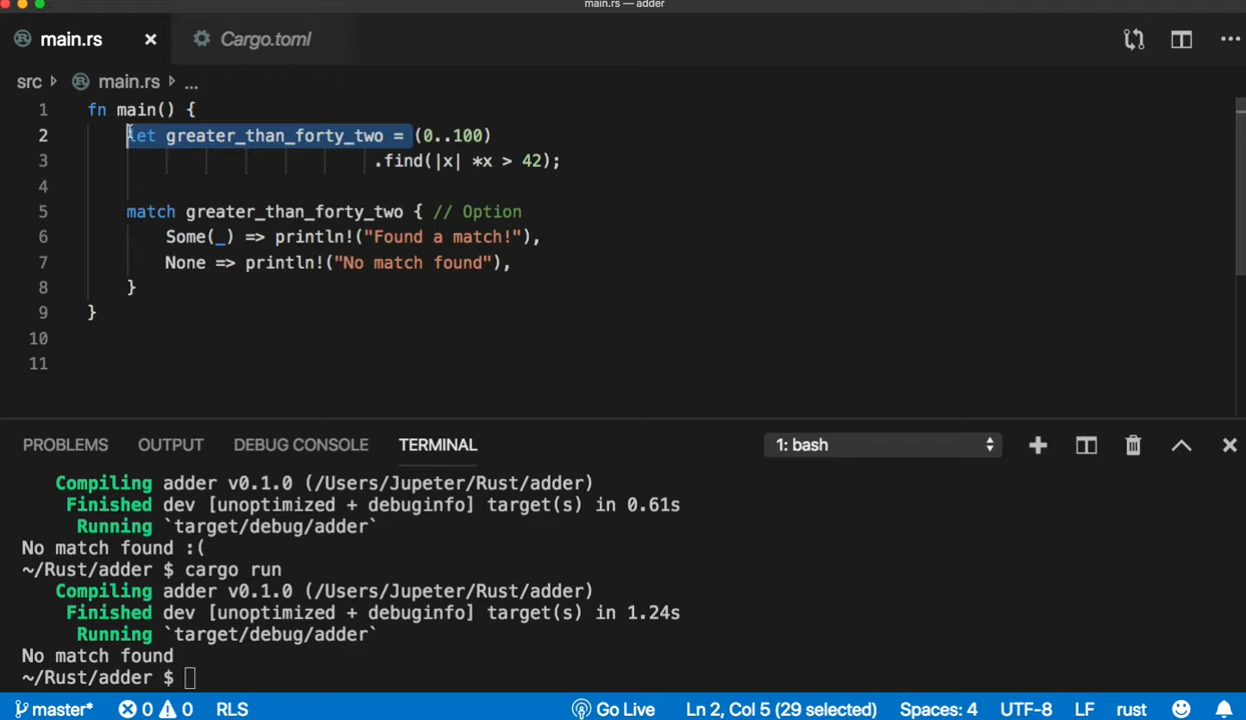 main.rs — adder
main.rs Cargo.toml
src main.rs ...
1 fn main() {
2 let greater_than_forty_two = (0..100)
3 .find(|x| *x > 42);
4
5 match greater_than_forty_two { // Option
6 Some(_) => println!("Found a match!"),
7 None => println!("No match found"),
8 }
9 }
10
11
PROBLEMS OUTPUT DEBUG CONSOLE TERMINAL 1: bash
Compiling adder v0.1.0 (/Users/Jupeter/Rust/adder)
Finished dev [unoptimized + debuginfo] target(s) in 0.61s
Running `target/debug/adder`
No match found :(
~/Rust/adder $ cargo run
Compiling adder v0.1.0 (/Users/Jupeter/Rust/adder)
Finished dev [unoptimized + debuginfo] target(s) in 1.24s
Running `target/debug/adder`
No match found
~/Rust/adder $
master* 0 0 RLS Go Live Ln 2, Col 5 (29 selected) Spaces: 4 UTF-8 LF rust